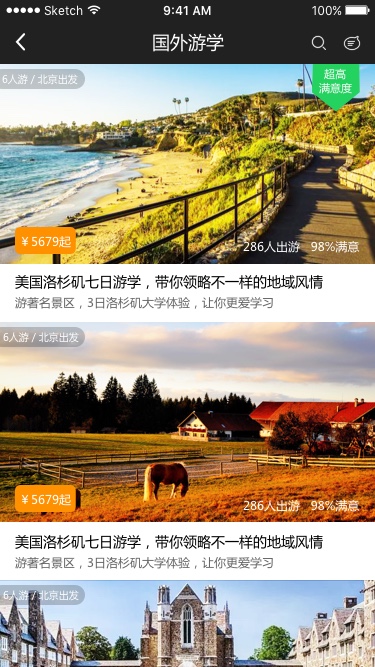 Sketch 9:41 AM 100%
国外游学
6人游 / 北京出发
超高
满意度
¥ 5679起
286人出游 98%满意
美国洛杉矶七日游学，带你领略不一样的地域风情
游著名景区，3日洛杉矶大学体验，让你更爱学习
6人游 / 北京出发
¥ 5679起
286人出游 98%满意
美国洛杉矶七日游学，带你领略不一样的地域风情
游著名景区，3日洛杉矶大学体验，让你更爱学习
6人游 / 北京出发